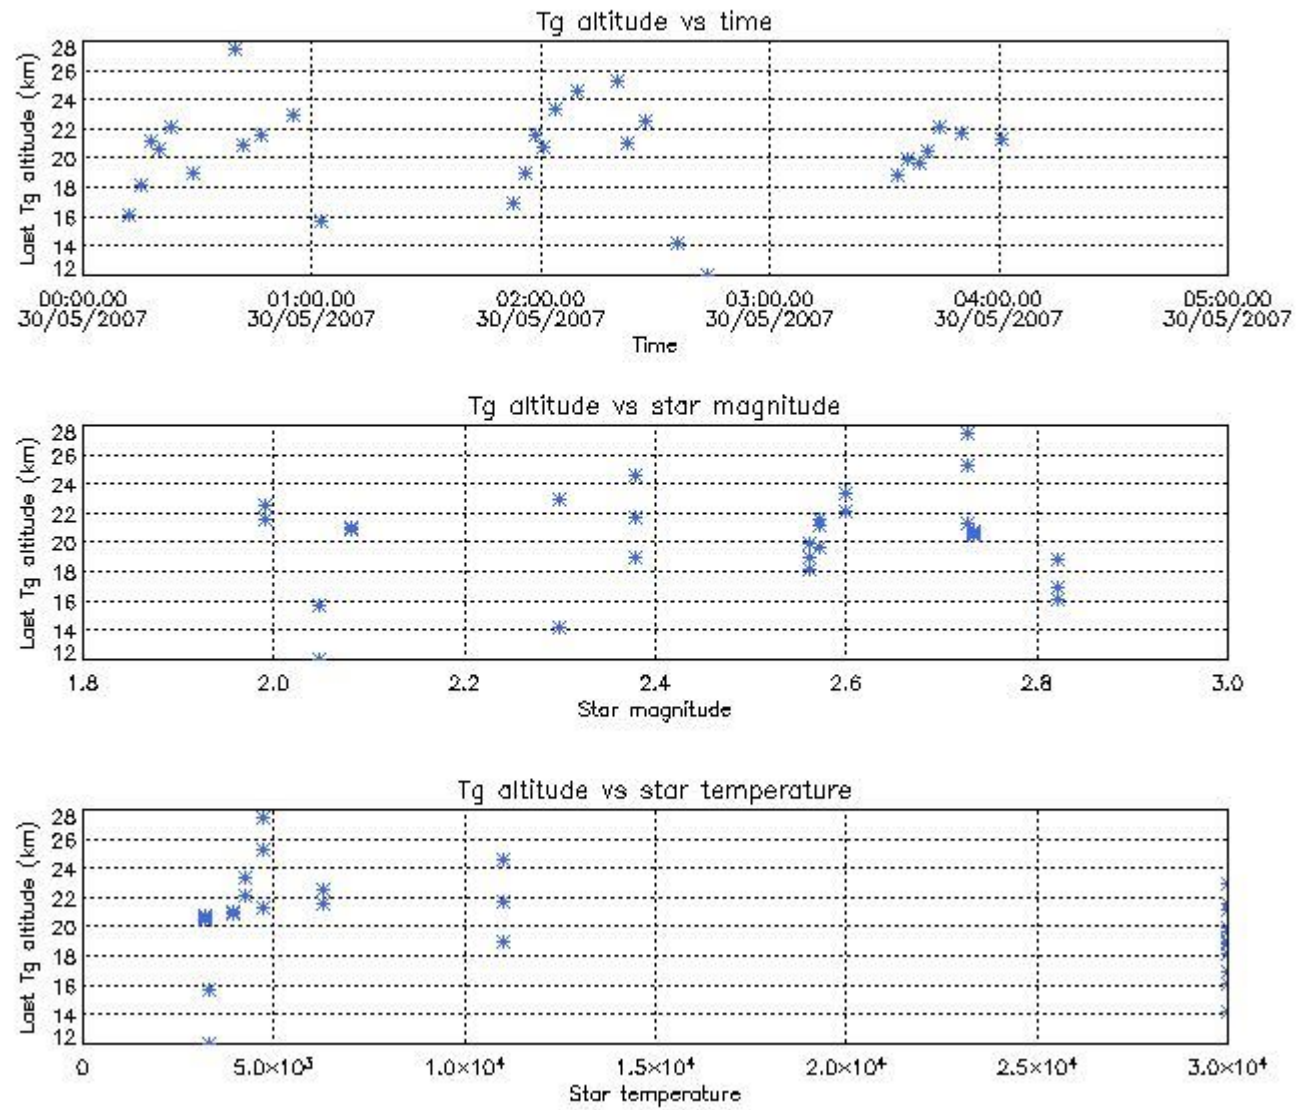 Tg altitude vs time
Last Tg altitude (km)
28
26
24
22
20
18
16
14
12
00:00.00 01:00.00 02:00.00 03:00.00 04:00.00 05:00.00
30/05/2007 30/05/2007 30/05/2007 30/05/2007 30/05/2007 30/05/2007
Time
Tg altitude vs star magnitude
Last Tg altitude (km)
28
26
24
22
20
18
16
14
12
1.8 2.0 2.2 2.4 2.6 2.8 3.0
Star magnitude
Tg altitude vs star temperature
Last Tg altitude (km)
28
26
24
22
20
18
16
14
12
0 5.0×10³ 1.0×10⁴ 1.5×10⁴ 2.0×10⁴ 2.5×10⁴ 3.0×10⁴
Star temperature